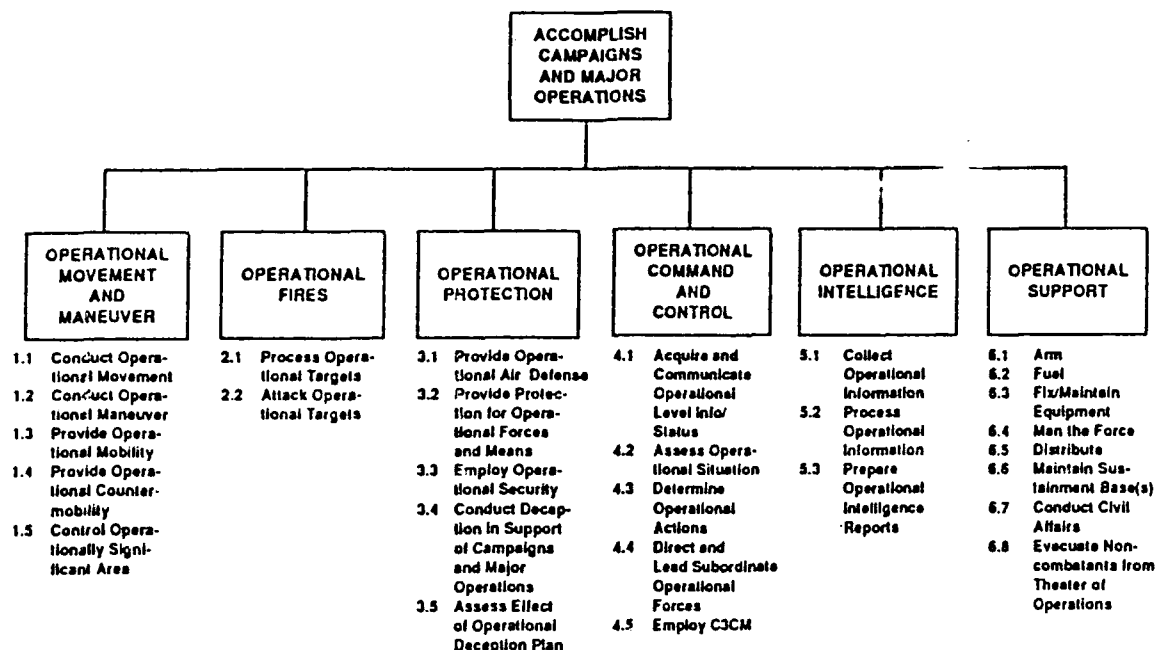 ACCOMPLISH
CAMPAIGNS
AND MAJOR
OPERATIONS
OPERATIONAL
MOVEMENT
AND
MANEUVER
1.1 Conduct Opera-
tional Movement
1.2 Conduct Operational
tional Maneuver
1.3 Provide Opera-
tional Mobility
1.4 Provide Opera-
tional Counter-
mobility
1.5 Control Opera-
tionally Signi-
ficant Area
OPERATIONAL
FIRES
2.1 Process Opera-
tional Targets
2.2 Attack Opera-
tional Targets
OPERATIONAL
PROTECTION
3.1 Provide Opera-
tional Air Defense
3.2 Provide Protec-
tion for Opera-
tional Forces
and Means
3.3 Employ Opera-
tional Security
3.4 Conduct Decep-
tion in Support
of Campaigns
and Major
Operations
3.5 Assess Effect
of Operational
Deception Plan
OPERATIONAL
COMMAND
AND
CONTROL
4.1 Acquire and
Communicate
Operational
Level Info/
Status
4.2 Assess Opera-
tional Situation
4.3 Determine
Operational
Actions
4.4 Direct and
Lead Subordinate
Operational
Forces
4.5 Employ C3CM
OPERATIONAL
INTELLIGENCE
5.1 Collect
Operational
Information
5.2 Process
Operational
Information
5.3 Prepare
Operational
Intelligence
Reports
OPERATIONAL
SUPPORT
6.1 Arm
6.2 Fuel
6.3 Fix/Maintain
Equipment
6.4 Man the Force
6.5 Distribute
6.6 Maintain Sus-
tainment Base(s)
6.7 Conduct Civil
Affairs
6.8 Evacuate Non-
combatants from
Theater of
Operations